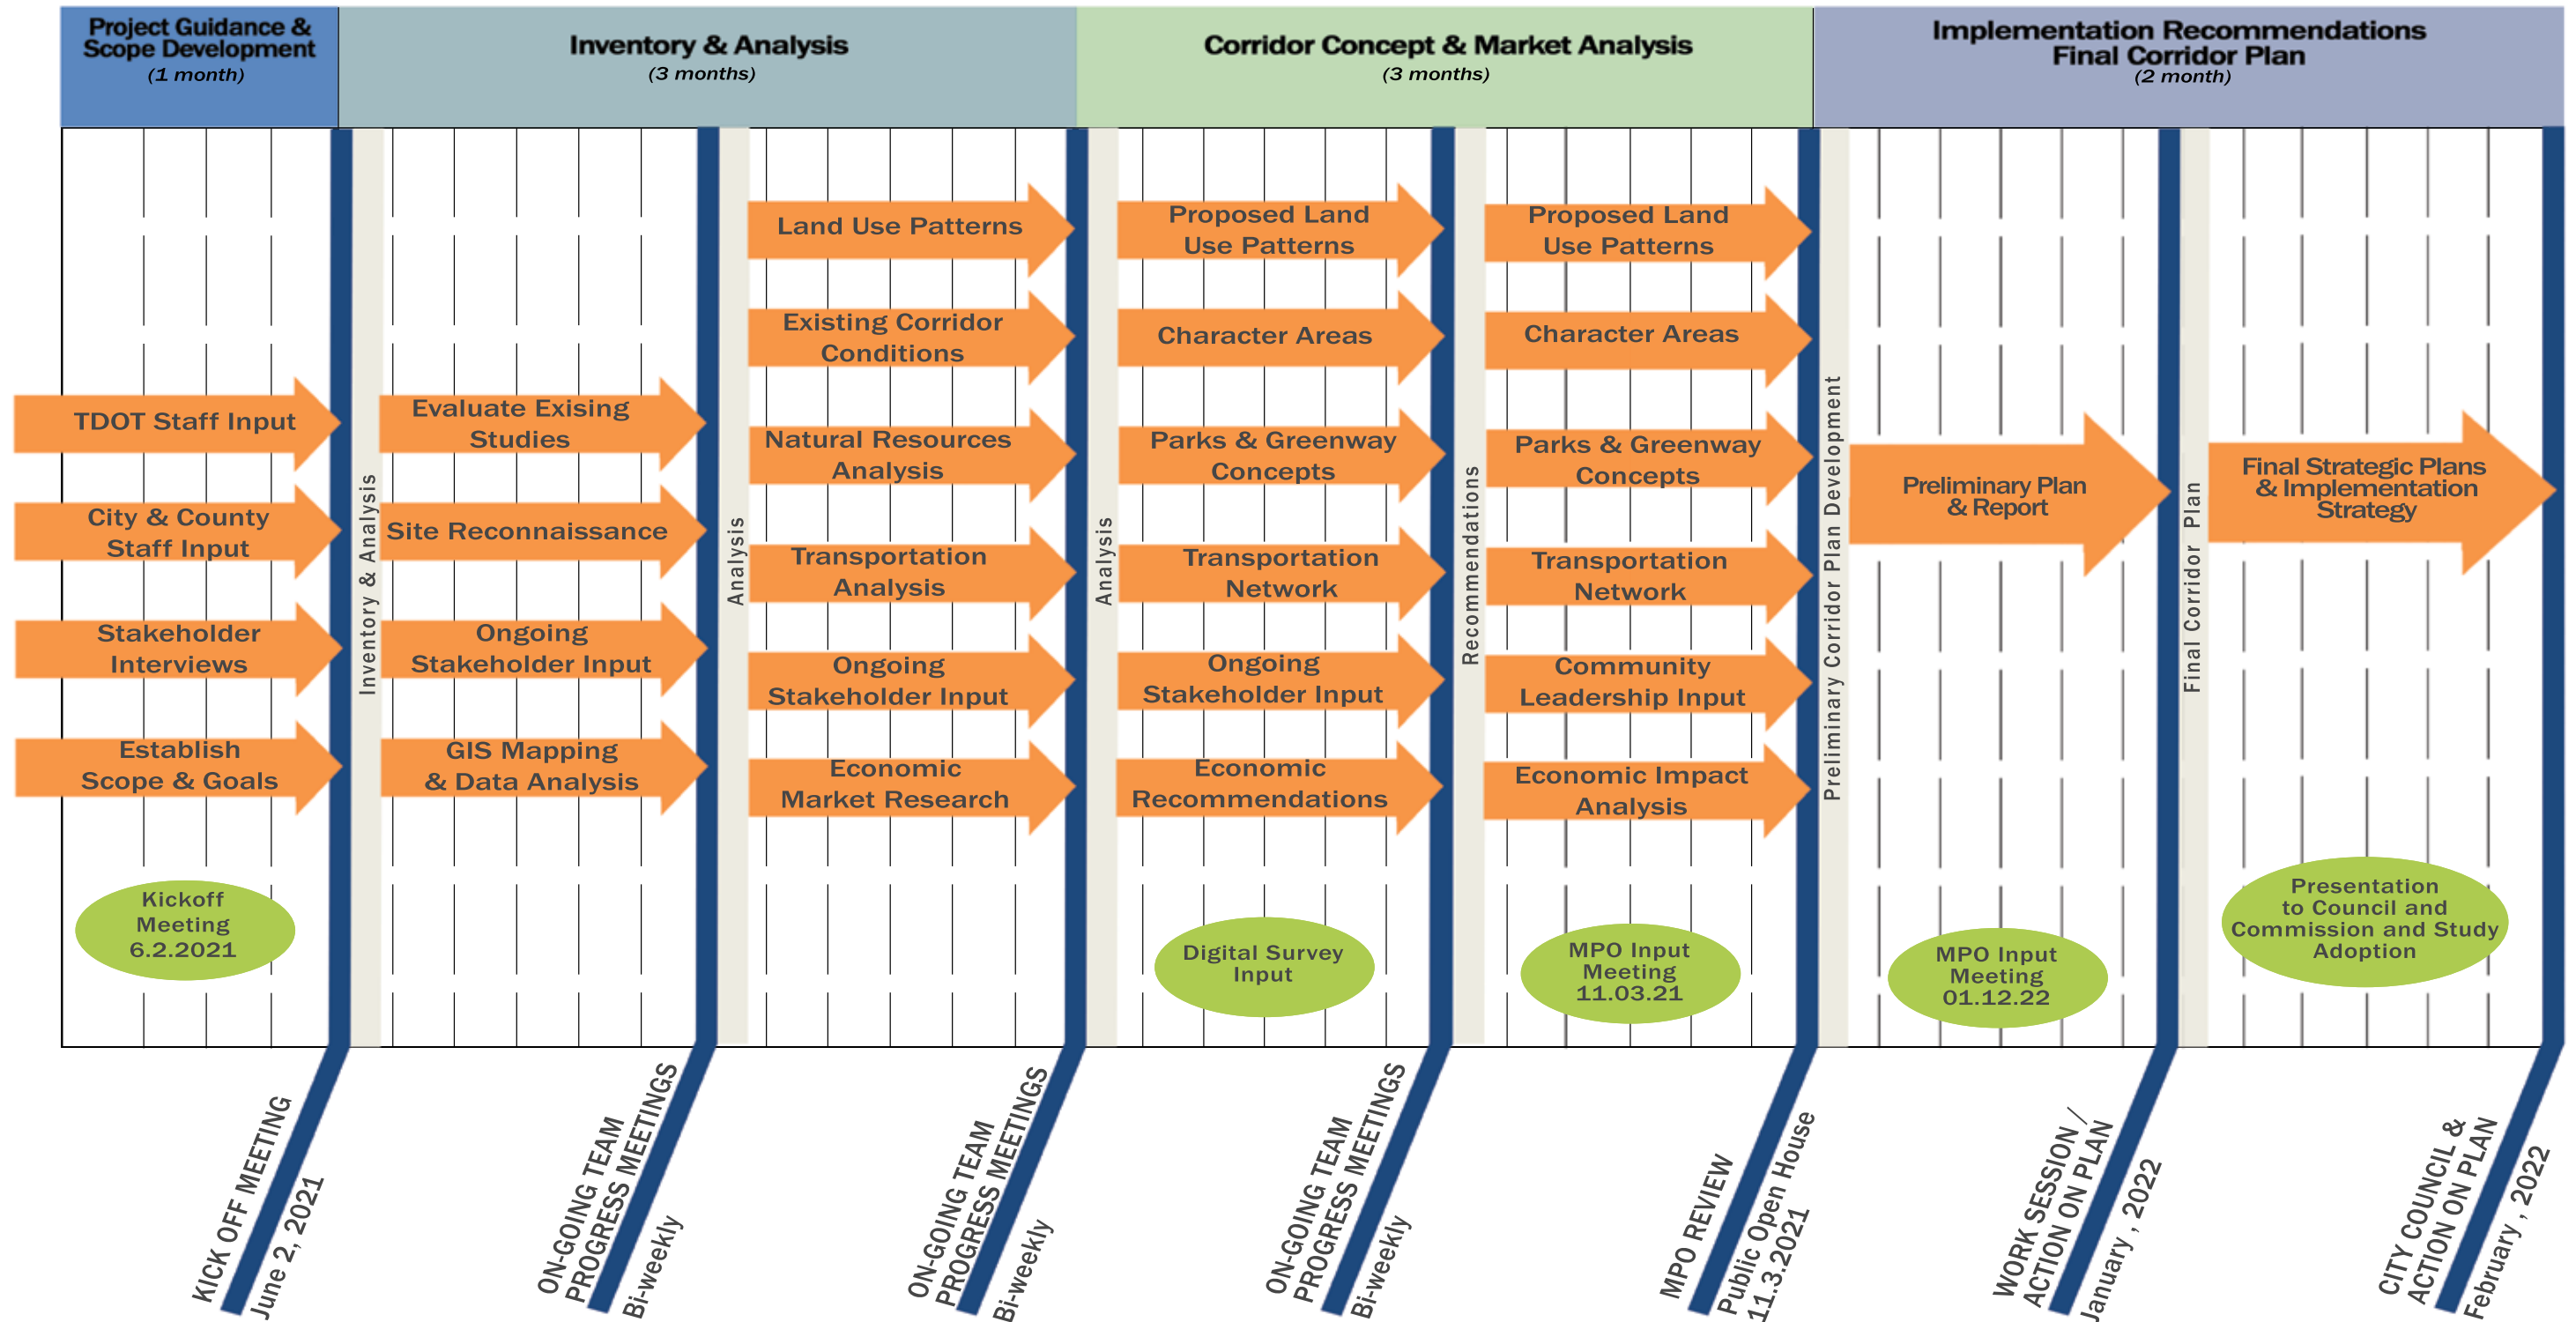 Project Guidance &
Scope Development
(1 month)
Inventory & Analysis
(3 months)
Corridor Concept & Market Analysis
(3 months)
Implementation Recommendations
Final Corridor Plan
(2 month)
TDOT Staff Input
City & County
Staff Input
Stakeholder
Interviews
Establish
Scope & Goals
Kickoff
Meeting
6.2.2021
Inventory & Analysis
Evaluate Exising
Studies
Site Reconnaissance
Ongoing
Stakeholder Input
GIS Mapping
& Data Analysis
Analysis
Land Use Patterns
Existing Corridor
Conditions
Natural Resources
Analysis
Transportation
Analysis
Ongoing
Stakeholder Input
Economic
Market Research
Analysis
Proposed Land
Use Patterns
Character Areas
Parks & Greenway
Concepts
Transportation
Network
Ongoing
Stakeholder Input
Economic
Recommendations
Digital Survey
Input
Recommendations
Proposed Land
Use Patterns
Character Areas
Parks & Greenway
Concepts
Transportation
Network
Community
Leadership Input
Economic Impact
Analysis
MPO Input
Meeting
11.03.21
Preliminary Corridor Plan Development
Preliminary Plan
& Report
MPO Input
Meeting
01.12.22
Final Corridor Plan
Final Strategic Plans
& Implementation
Strategy
Presentation
to Council and
Commission and Study
Adoption
KICK OFF MEETING
June 2, 2021
ON-GOING TEAM
PROGRESS MEETINGS
Bi-weekly
ON-GOING TEAM
PROGRESS MEETINGS
Bi-weekly
ON-GOING TEAM
PROGRESS MEETINGS
Bi-weekly
MPO REVIEW
Public Open House
11.3.2021
WORK SESSION /
ACTION ON PLAN
January , 2022
CITY COUNCIL &
ACTION ON PLAN
February , 2022